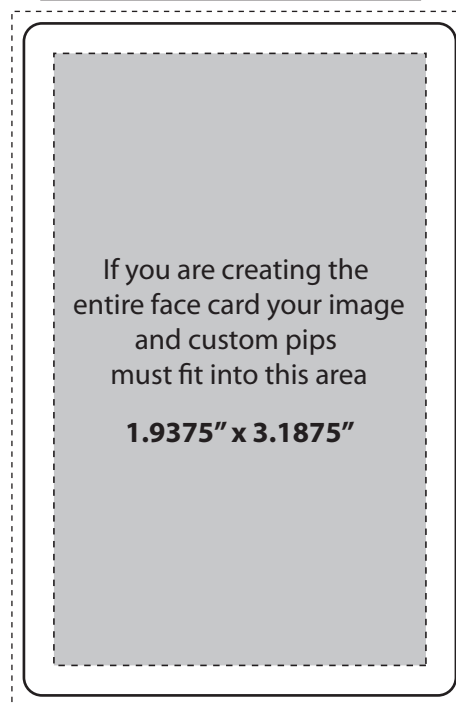 If you are creating the
entire face card your image
and custom pips
must fit into this area
1.9375” x 3.1875”